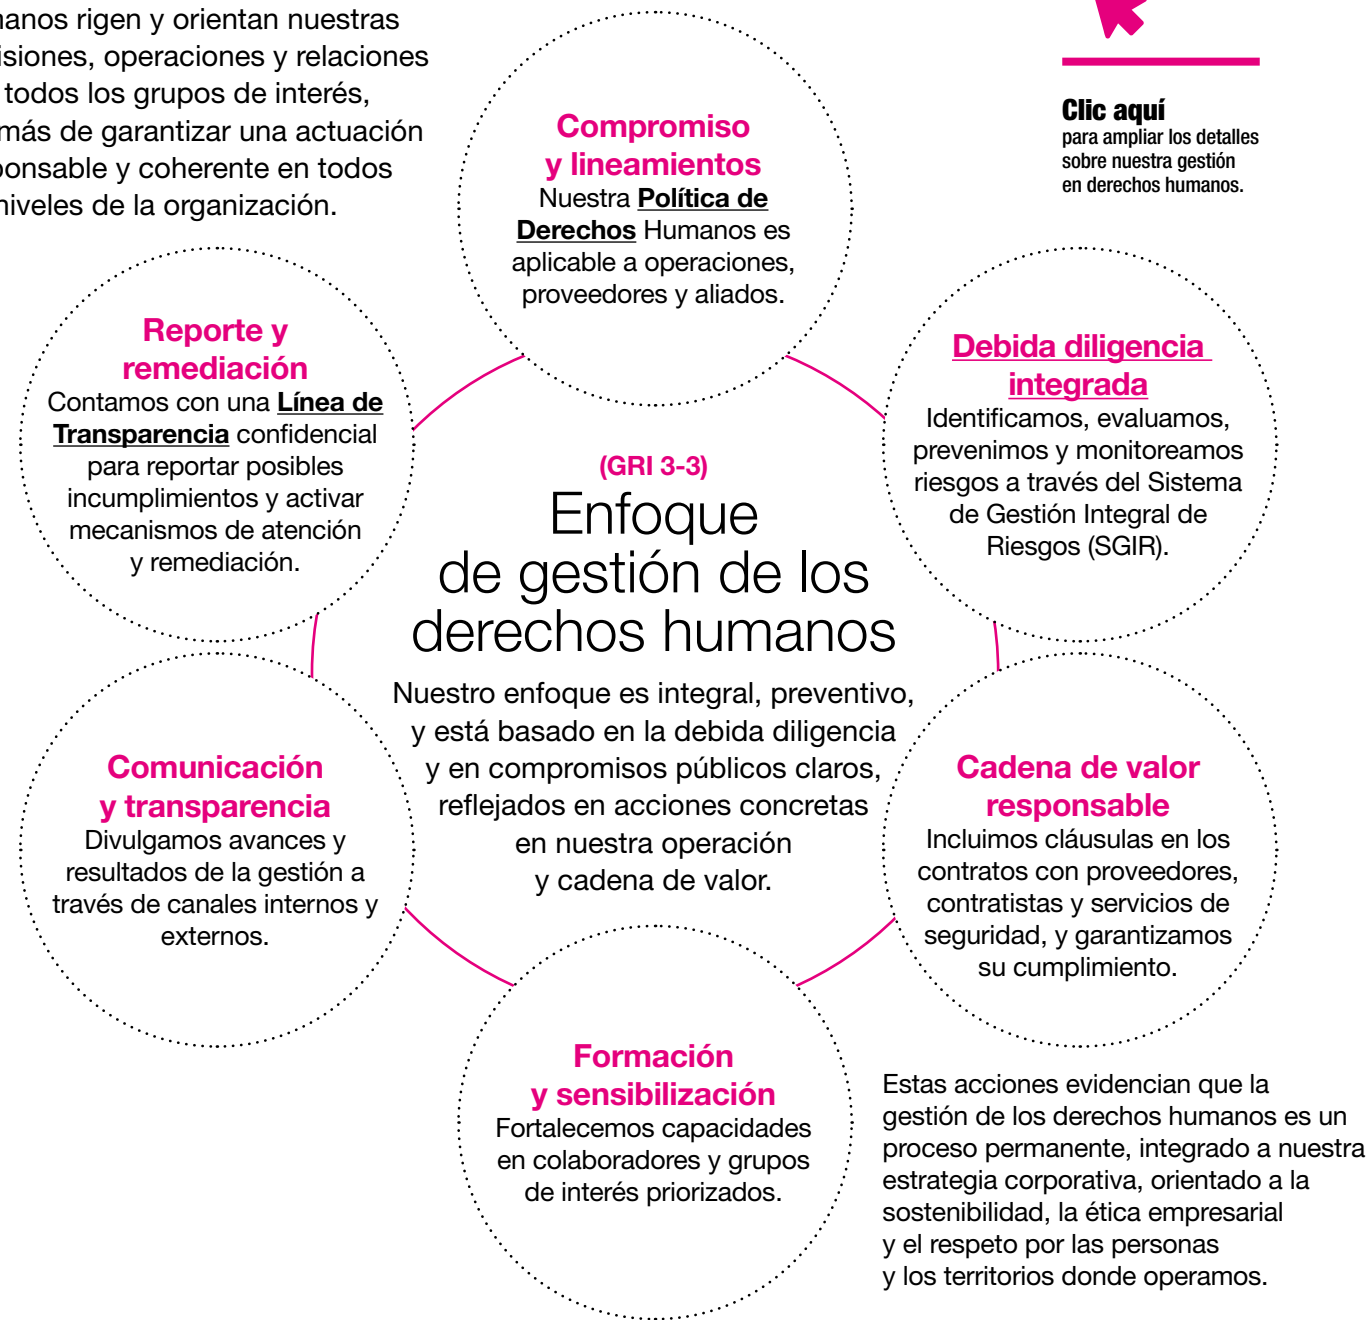 manos rigen y orientan nuestras
isiones, operaciones y relaciones
todos los grupos de interés,
más de garantizar una actuación
ponsable y coherente en todos
niveles de la organización.
Clic aquí
para ampliar los detalles
sobre nuestra gestión
en derechos humanos.
Compromiso
y lineamientos
Nuestra Política de
Derechos Humanos es
aplicable a operaciones,
proveedores y aliados.
Reporte y
remediación
Contamos con una Línea de
Transparencia confidencial
para reportar posibles
incumplimientos y activar
mecanismos de atención
y remediación.
Debida diligencia
integrada
Identificamos, evaluamos,
prevenimos y monitoreamos
riesgos a través del Sistema
de Gestión Integral de
Riesgos (SGIR).
(GRI 3-3)
Enfoque
de gestión de los
derechos humanos
Nuestro enfoque es integral, preventivo,
y está basado en la debida diligencia
y en compromisos públicos claros,
reflejados en acciones concretas
en nuestra operación
y cadena de valor.
Comunicación
y transparencia
Divulgamos avances y
resultados de la gestión a
través de canales internos y
externos.
Cadena de valor
responsable
Incluimos cláusulas en los
contratos con proveedores,
contratistas y servicios de
seguridad, y garantizamos
su cumplimiento.
Formación
y sensibilización
Fortalecemos capacidades
en colaboradores y grupos
de interés priorizados.
Estas acciones evidencian que la
gestión de los derechos humanos es un
proceso permanente, integrado a nuestra
estrategia corporativa, orientado a la
sostenibilidad, la ética empresarial
y el respeto por las personas
y los territorios donde operamos.